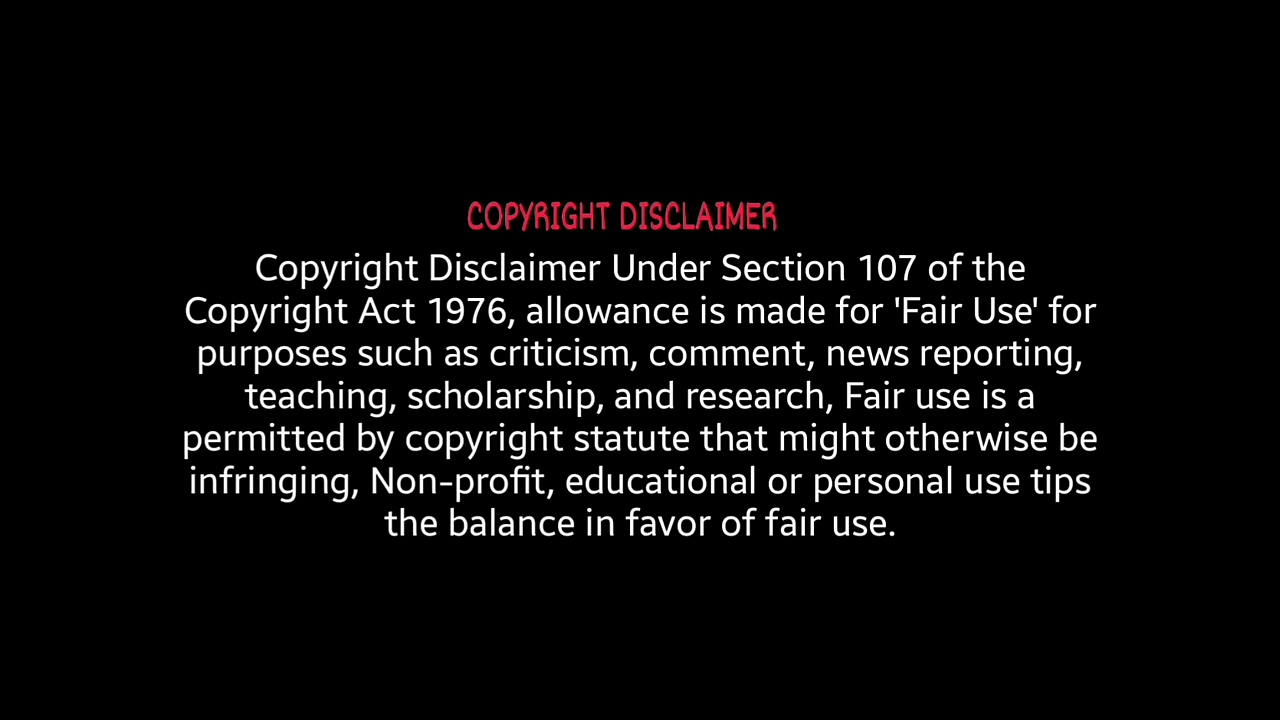 COPYRIGHT DISCLAIMER
Copyright Disclaimer Under Section 107 of the
Copyright Act 1976, allowance is made for 'Fair Use' for
purposes such as criticism, comment, news reporting,
teaching, scholarship, and research, Fair use is a
permitted by copyright statute that might otherwise be
infringing, Non-profit, educational or personal use tips
the balance in favor of fair use.